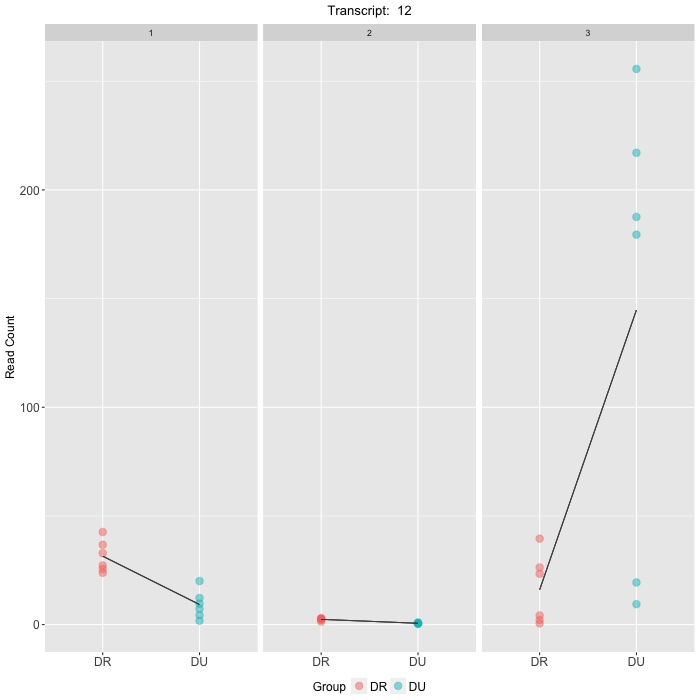 Transcript: 12
1 2 3
Read Count
200
100
0
DR DU DR DU DR DU
Group DR DU